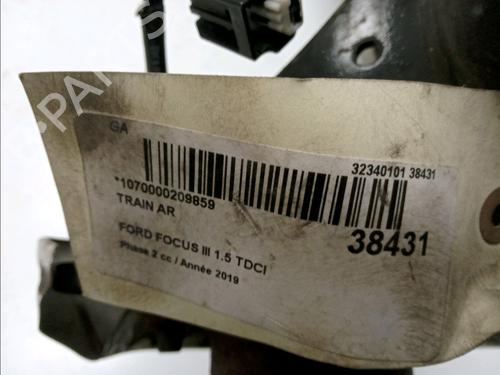 GA
32340101 38431
*1070000209859
TRAIN AR
38431
FORD FOCUS III 1.5 TDCI
Phase 2 cc / Année 2019